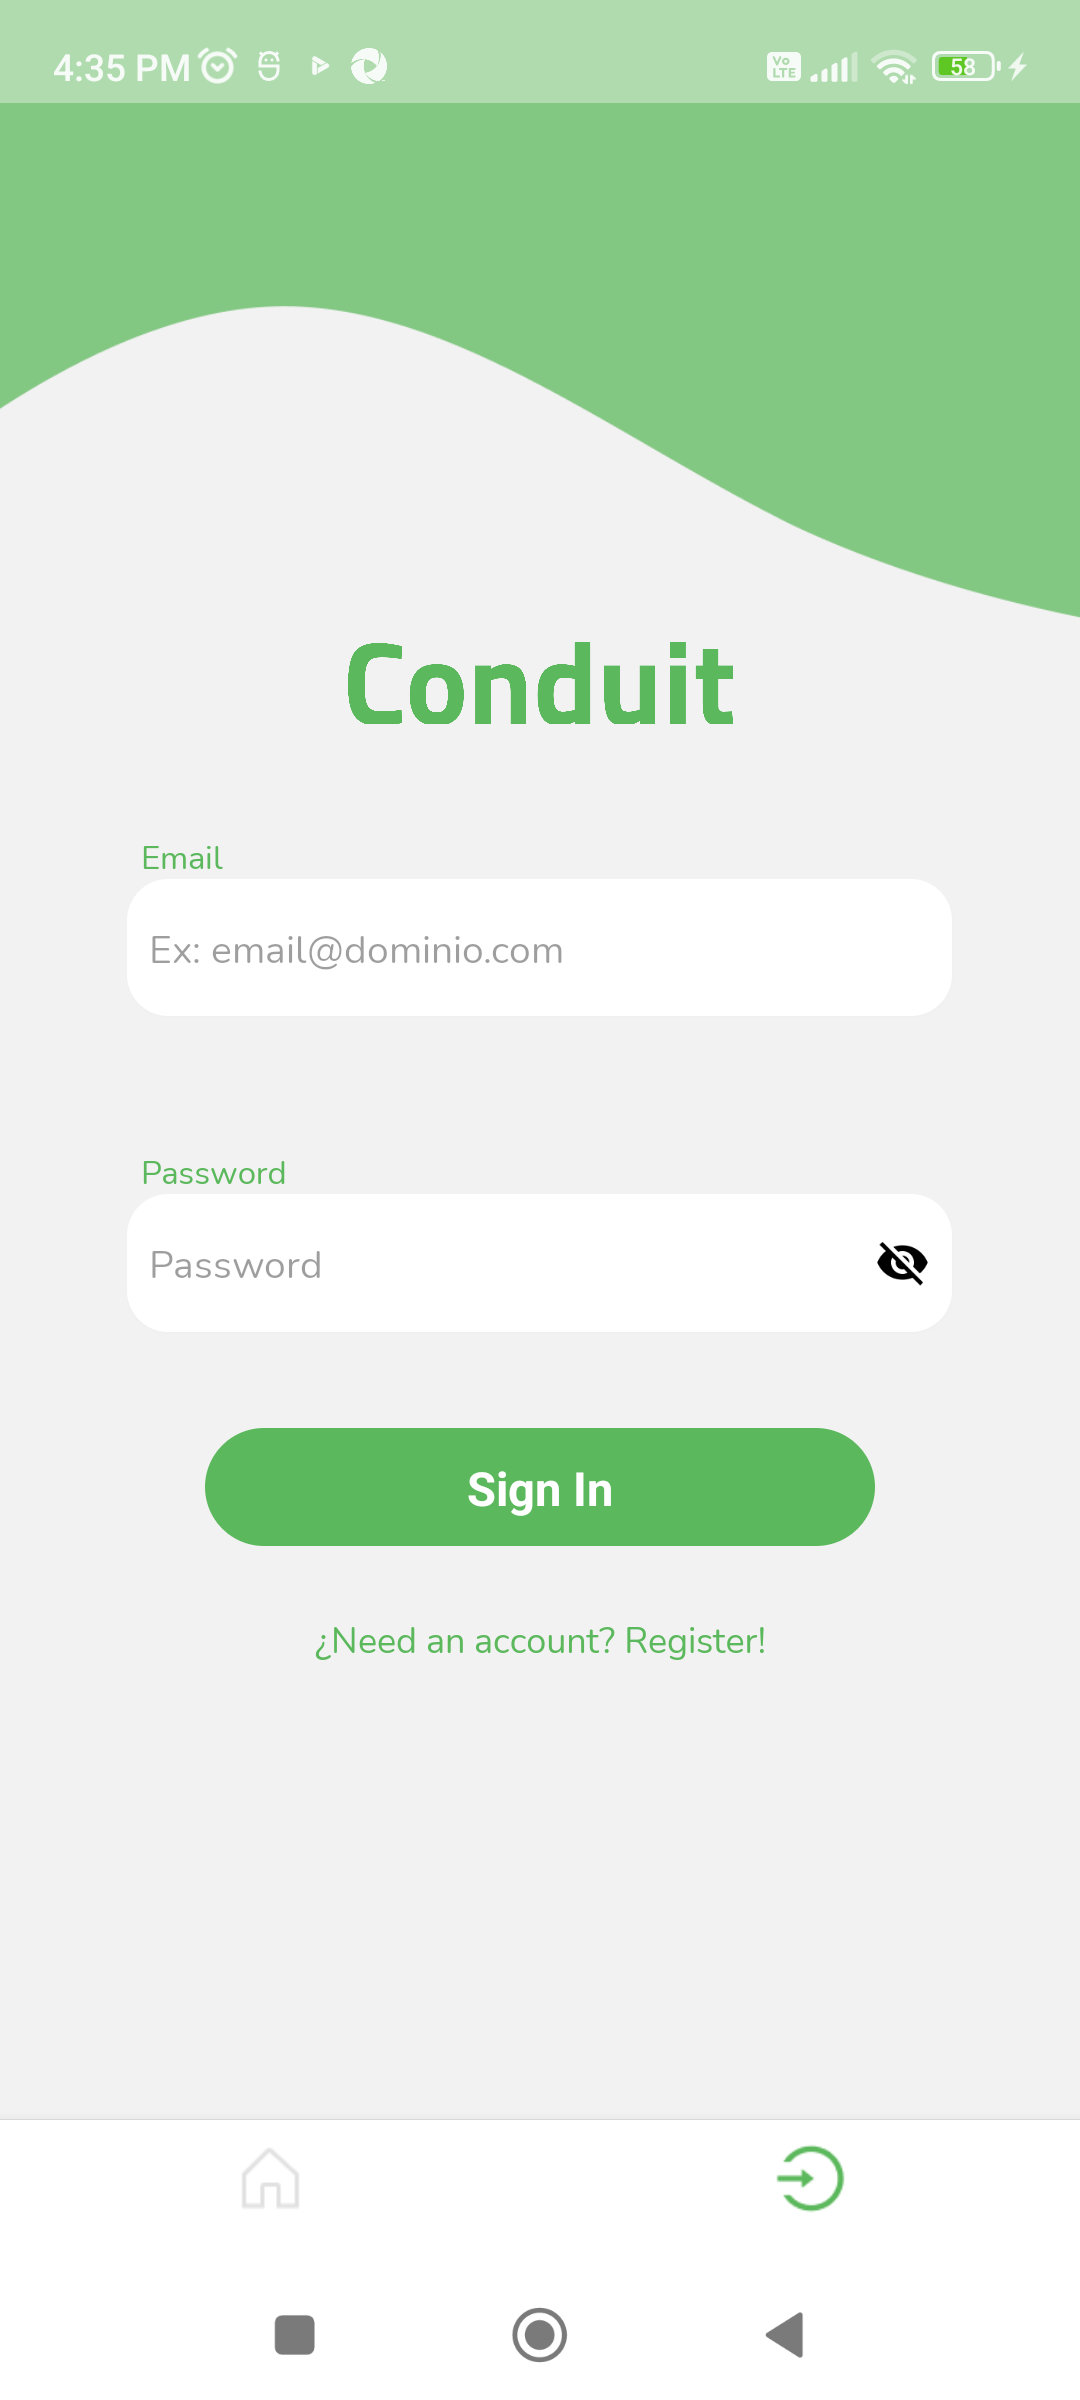 4:35 PM
Vo LTE
58
Conduit
Email
Ex: email@dominio.com
Password
Password
Sign In
¿Need an account? Register!